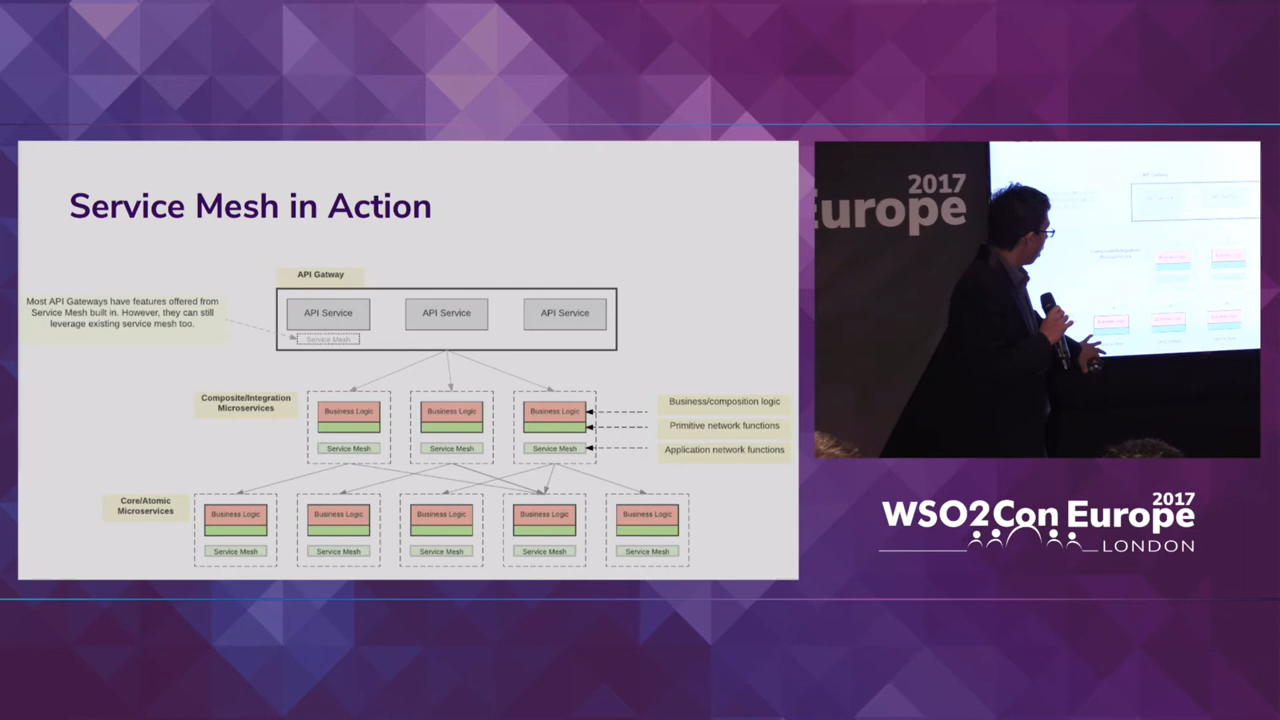 Service Mesh in Action
API Gatway
Most API Gateways have features offered from
Service Mesh built in. However, they can still
leverage existing service mesh too.
API Service
API Service
API Service
Service Mesh
Composite/Integration
Microservices
Business Logic
Business Logic
Business Logic
Service Mesh
Service Mesh
Service Mesh
Business/composition logic
Primitive network functions
Application network functions
Core/Atomic
Microservices
Business Logic
Business Logic
Business Logic
Business Logic
Business Logic
Service Mesh
Service Mesh
Service Mesh
Service Mesh
Service Mesh
2017
Europe
2017
WSO2Con Europe
LONDON